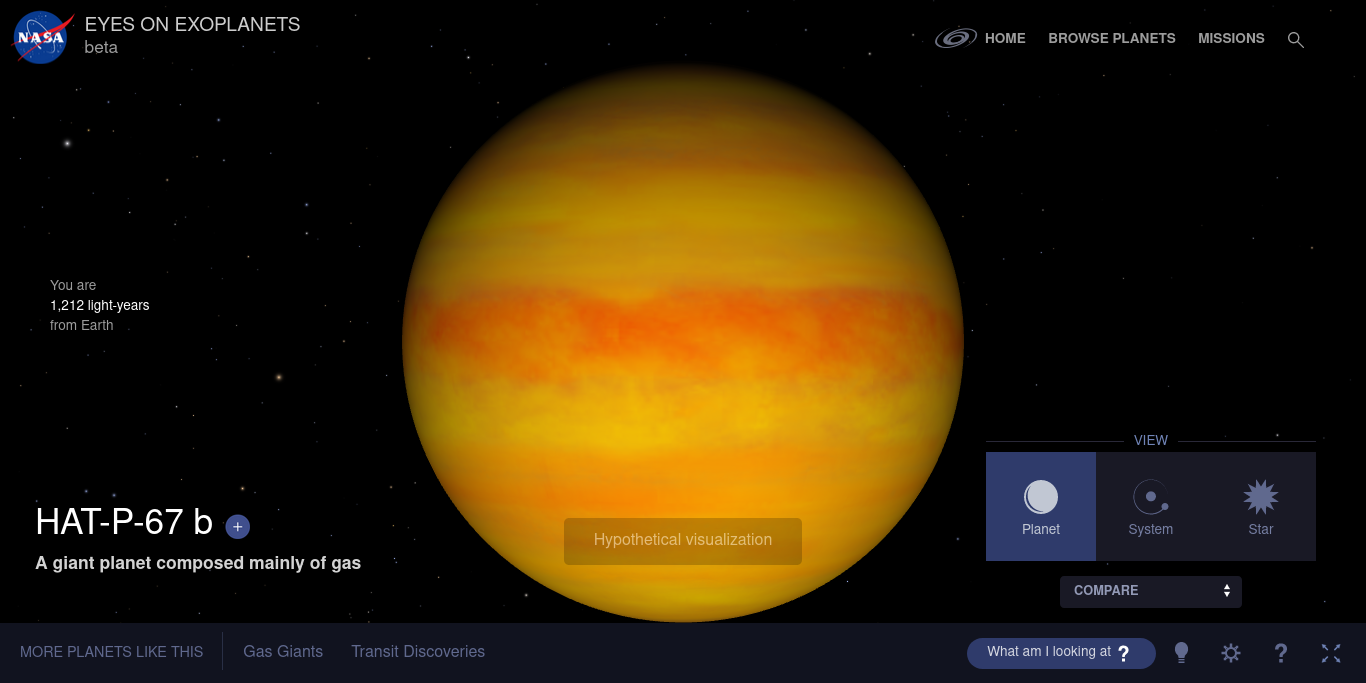 NASA
EYES ON EXOPLANETS
beta
HOME
BROWSE PLANETS
MISSIONS
You are
1,212 light-years
from Earth
HAT-P-67 b +
A giant planet composed mainly of gas
Hypothetical visualization
VIEW
Planet
System
Star
COMPARE
MORE PLANETS LIKE THIS
Gas Giants
Transit Discoveries
What am I looking at ?
?